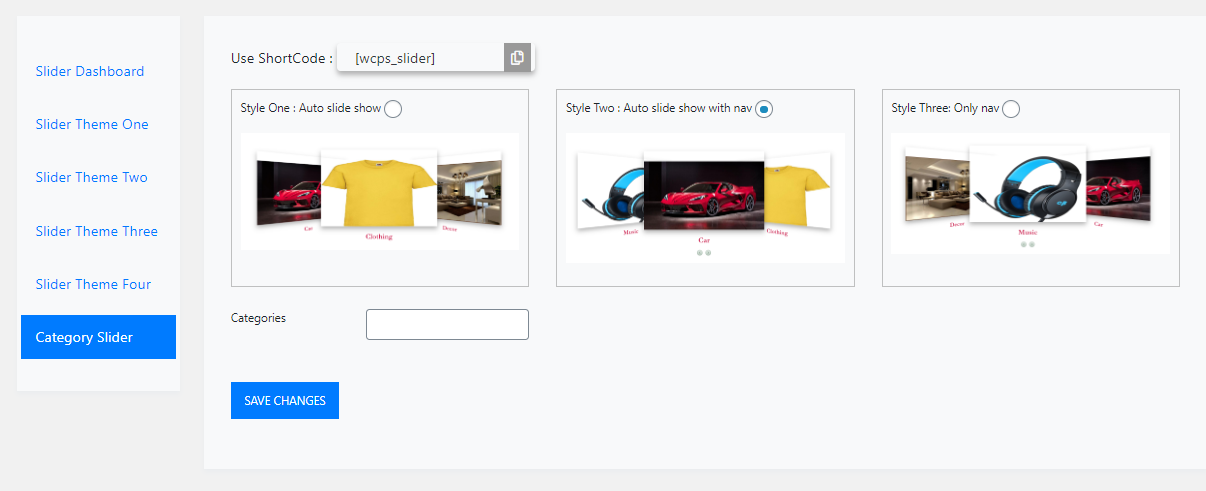 Slider Dashboard
Slider Theme One
Slider Theme Two
Slider Theme Three
Slider Theme Four
Category Slider
Use ShortCode : [wcps_slider]
Style One : Auto slide show
Car
Clothing
Decor
Style Two : Auto slide show with nav
Music
Car
Clothing
Style Three: Only nav
Decor
Music
Car
Categories
SAVE CHANGES